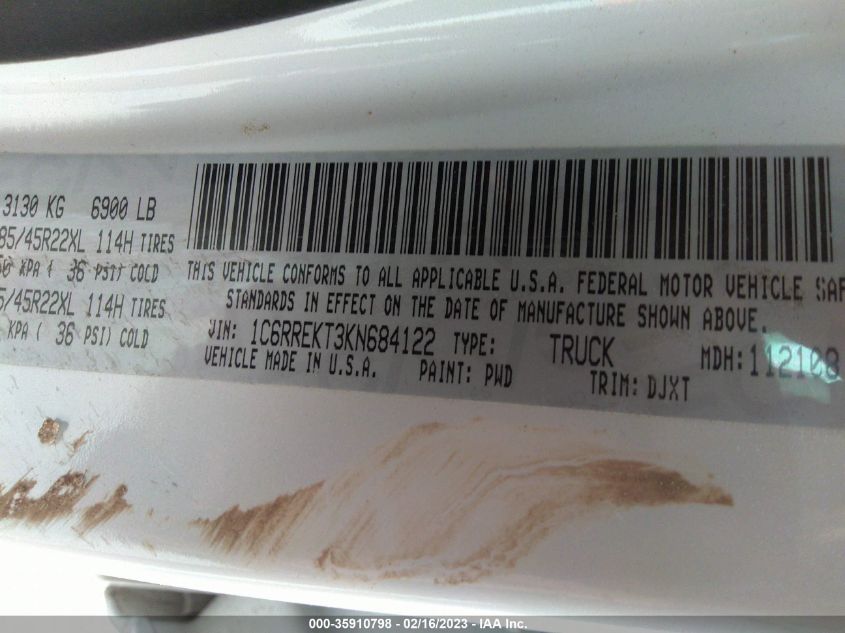 3130 KG 6900 LB
85/45R22XL 114H TIRES
KPA ( 36 PSI) COLD
5/45R22XL 114H TIRES
KPA ( 36 PSI) COLD
THIS VEHICLE CONFORMS TO ALL APPLICABLE U.S.A. FEDERAL MOTOR VEHICLE SAF
STANDARDS IN EFFECT ON THE DATE OF MANUFACTURE SHOWN ABOVE.
VIN: 1C6RREKT3KN684122 TYPE: TRUCK MDH: 112108
VEHICLE MADE IN U.S.A. PAINT: PWD TRIM: DJXT
000-35910798 - 02/16/2023 - IAA Inc.